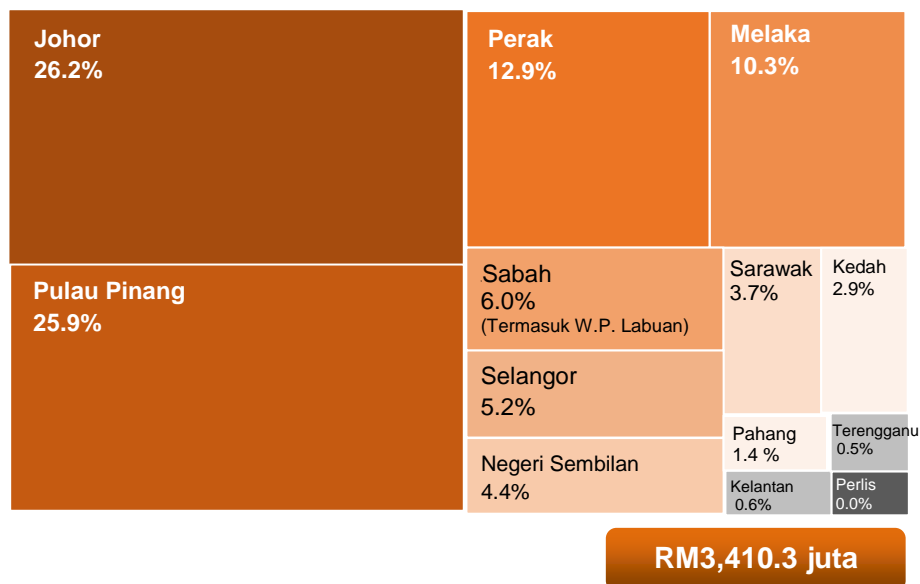 Johor
26.2%
Pulau Pinang
25.9%
Perak
12.9%
Melaka
10.3%
Sabah
6.0%
(Termasuk W.P. Labuan)
Selangor
5.2%
Negeri Sembilan
4.4%
Sarawak
3.7%
Kedah
2.9%
Pahang
1.4 %
Terengganu
0.5%
Kelantan
0.6%
Perlis
0.0%
RM3,410.3 juta